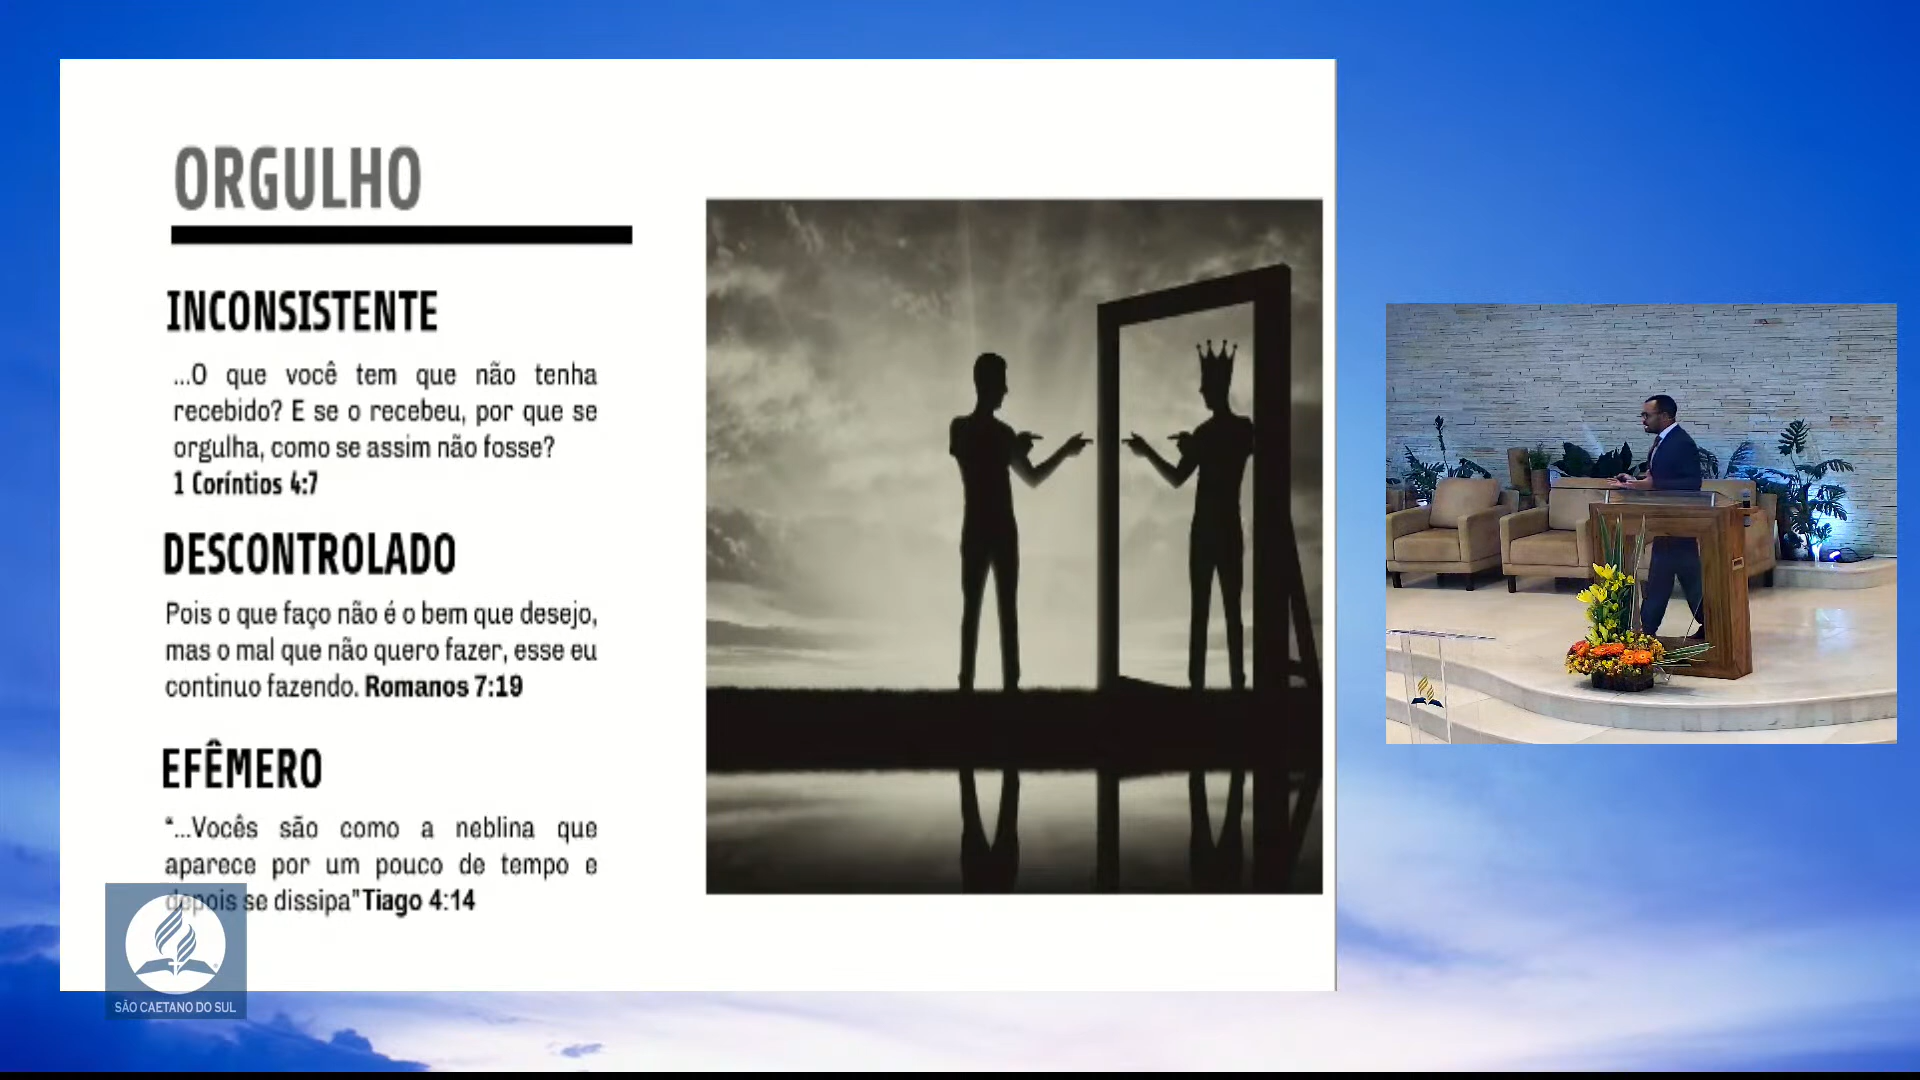 ORGULHO
INCONSISTENTE
...O que você tem que não tenha
recebido? E se o recebeu, por que se
orgulha, como se assim não fosse?
1 Coríntios 4:7
DESCONTROLADO
Pois o que faço não é o bem que desejo,
mas o mal que não quero fazer, esse eu
continuo fazendo. Romanos 7:19
EFÊMERO
“...Vocês são como a neblina que
aparece por um pouco de tempo e
depois se dissipa" Tiago 4:14
SÃO CAETANO DO SUL